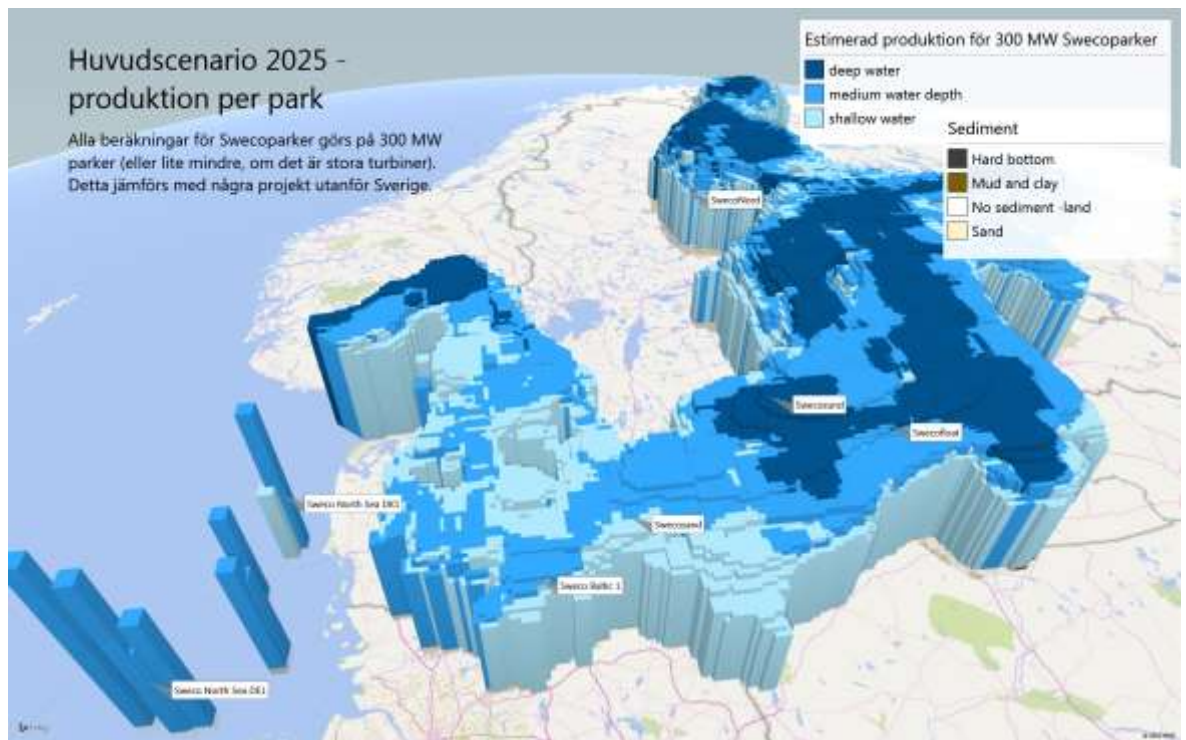 Huvudscenario 2025 -
produktion per park
Alla beräkningar för Swecoparker görs på 300 MW
parker (eller lite mindre, om det är stora turbiner).
Detta jämförs med några projekt utanför Sverige.
Estimerad produktion för 300 MW Swecoparker
deep water
medium water depth
shallow water
Sediment
Hard bottom
Mud and clay
No sediment -land
Sand
SwecoNord
Swecosund
Swecofloat
Sweco North Sea DK1
Swecosand
Sweco Baltic 1
Sweco North Sea DE1